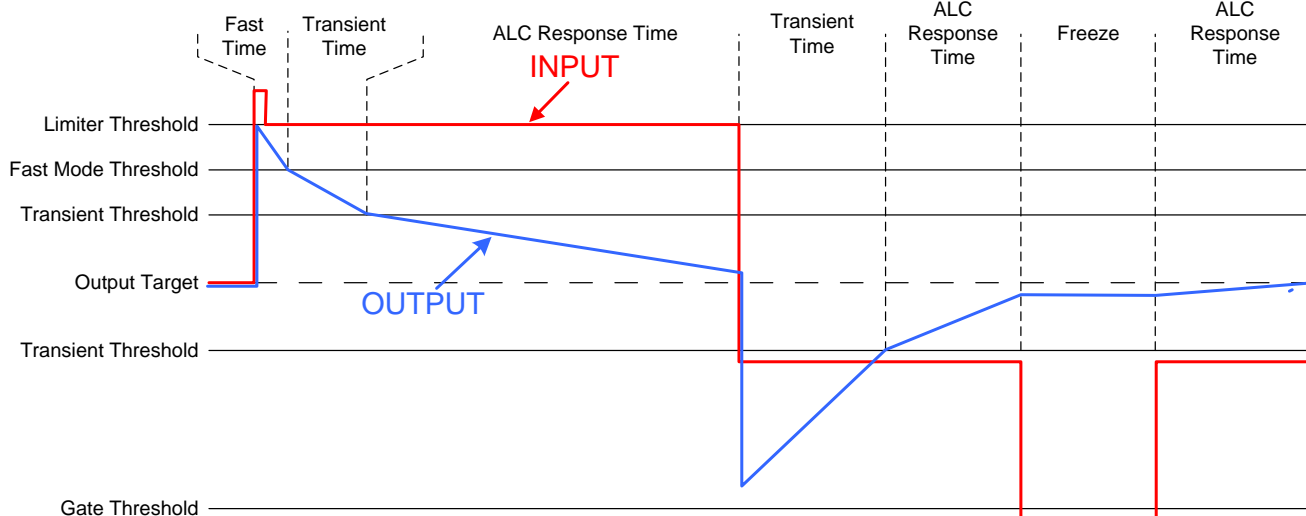 Fast
Time
Transient
Time
ALC Response Time
Transient
Time
ALC
Response
Time
Freeze
ALC
Response
Time
INPUT
Limiter Threshold
Fast Mode Threshold
Transient Threshold
Output Target
OUTPUT
Transient Threshold
Gate Threshold